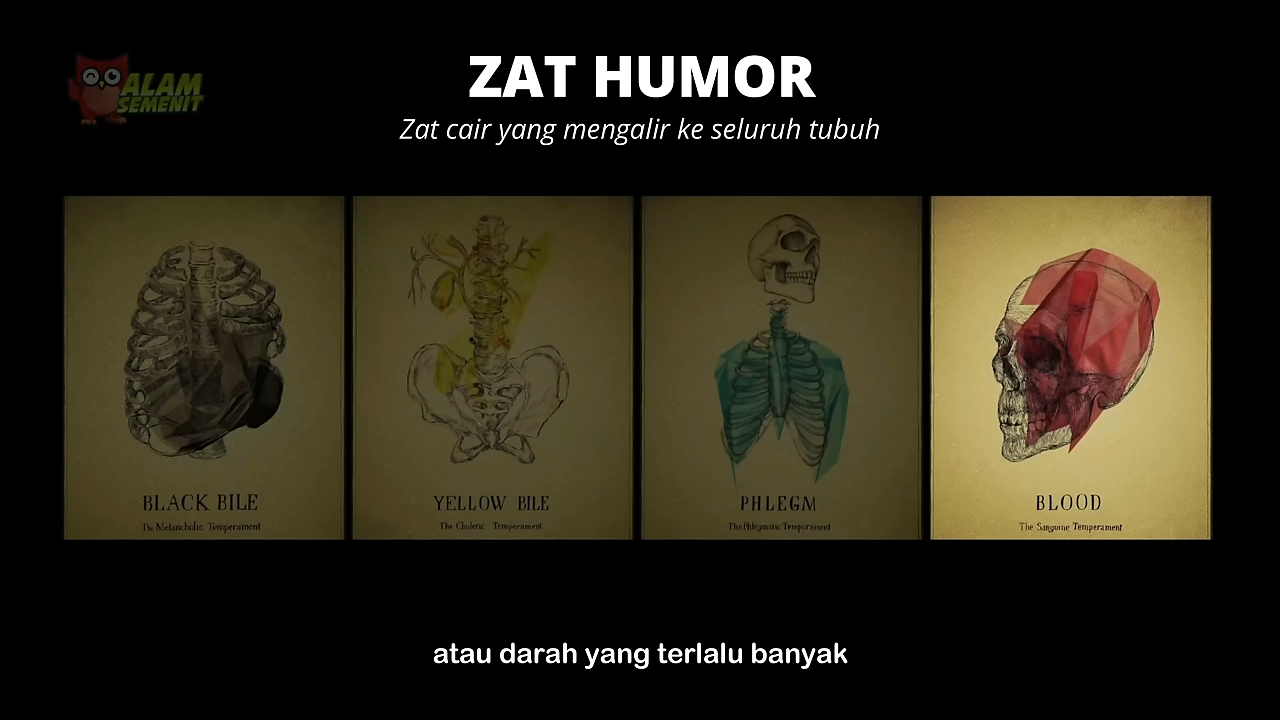 ALAM
SEMENIT
ZAT HUMOR
Zat cair yang mengalir ke seluruh tubuh
BLACK BILE
The Melancholic Temperament
YELLOW BILE
The Choleric Temperament
PHLEGM
The Phlegmatic Temperament
BLOOD
The Sanguine Temperament
atau darah yang terlalu banyak